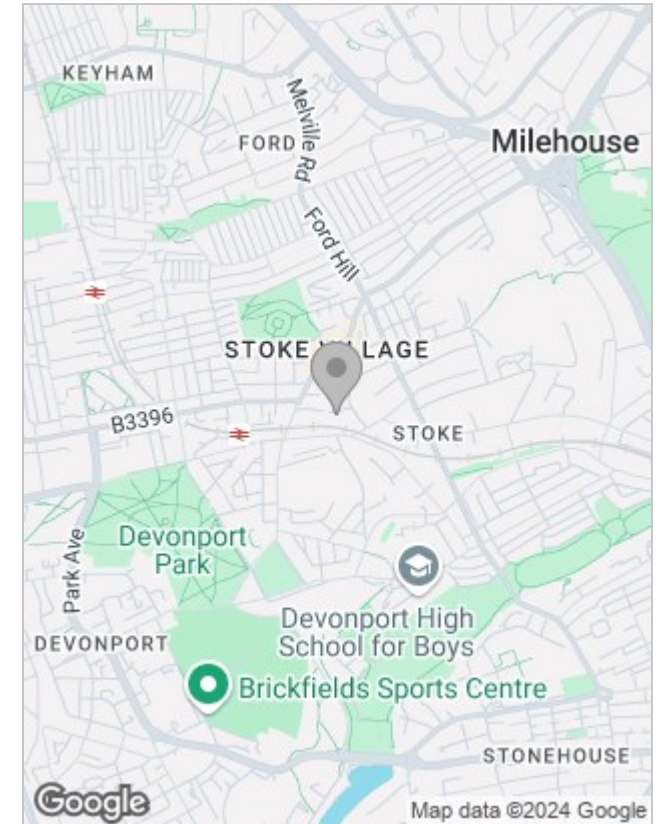 KEYHAM
Melville Rd
FORD
Milehouse
Ford Hill
STOKE VILLAGE
B3396
STOKE
Devonport
Park
Park Ave
Devonport High
School for Boys
DEVONPORT
Brickfields Sports Centre
STONEHOUSE
Google
Map data ©2024 Google